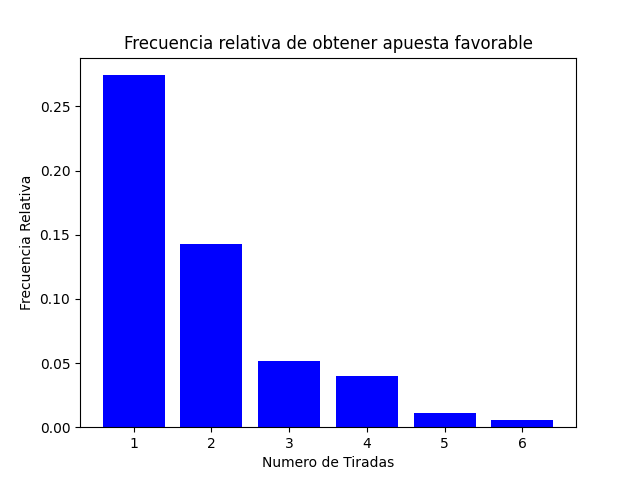 Frecuencia relativa de obtener apuesta favorable
Frecuencia Relativa
0.25
0.20
0.15
0.10
0.05
0.00
1 2 3 4 5 6
Numero de Tiradas